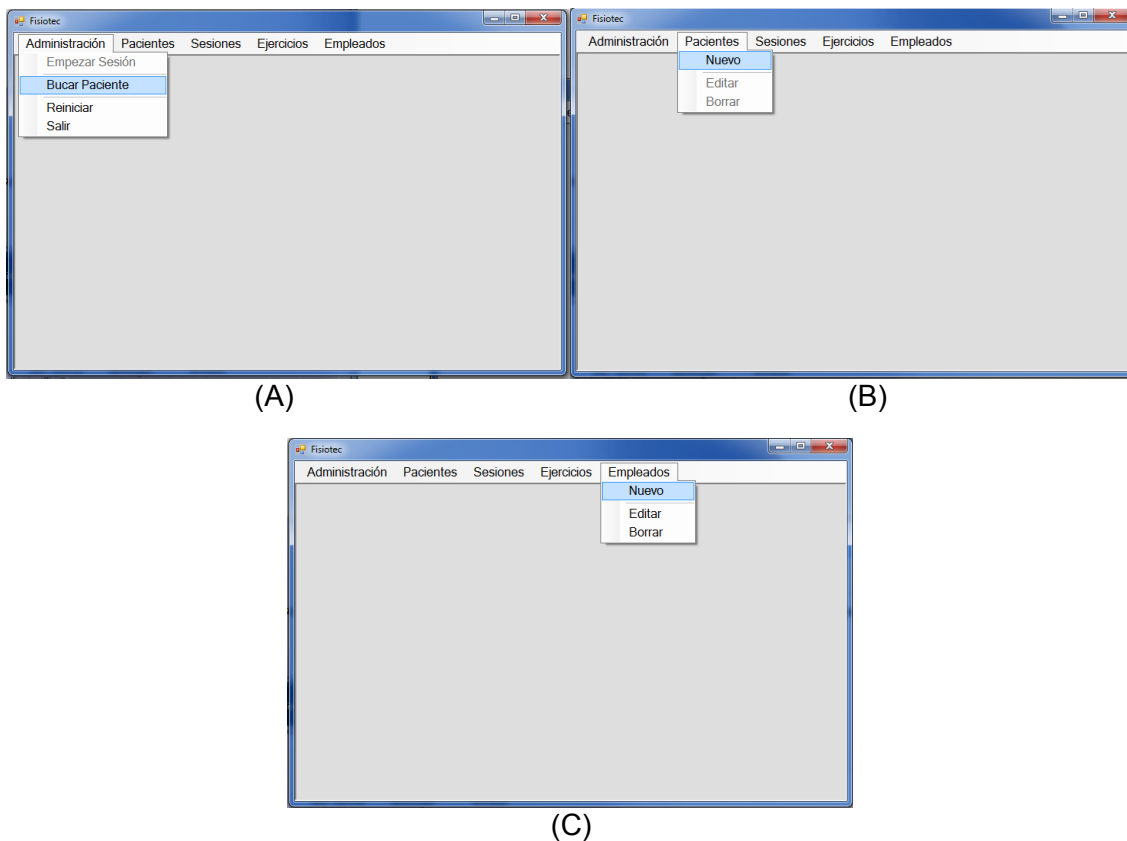 Fisiotec
Administración Pacientes Sesiones Ejercicios Empleados
Empezar Sesión
Bucar Paciente
Reiniciar
Salir
(A)
Fisiotec
Administración Pacientes Sesiones Ejercicios Empleados
Nuevo
Editar
Borrar
(B)
Fisiotec
Administración Pacientes Sesiones Ejercicios Empleados
Nuevo
Editar
Borrar
(C)